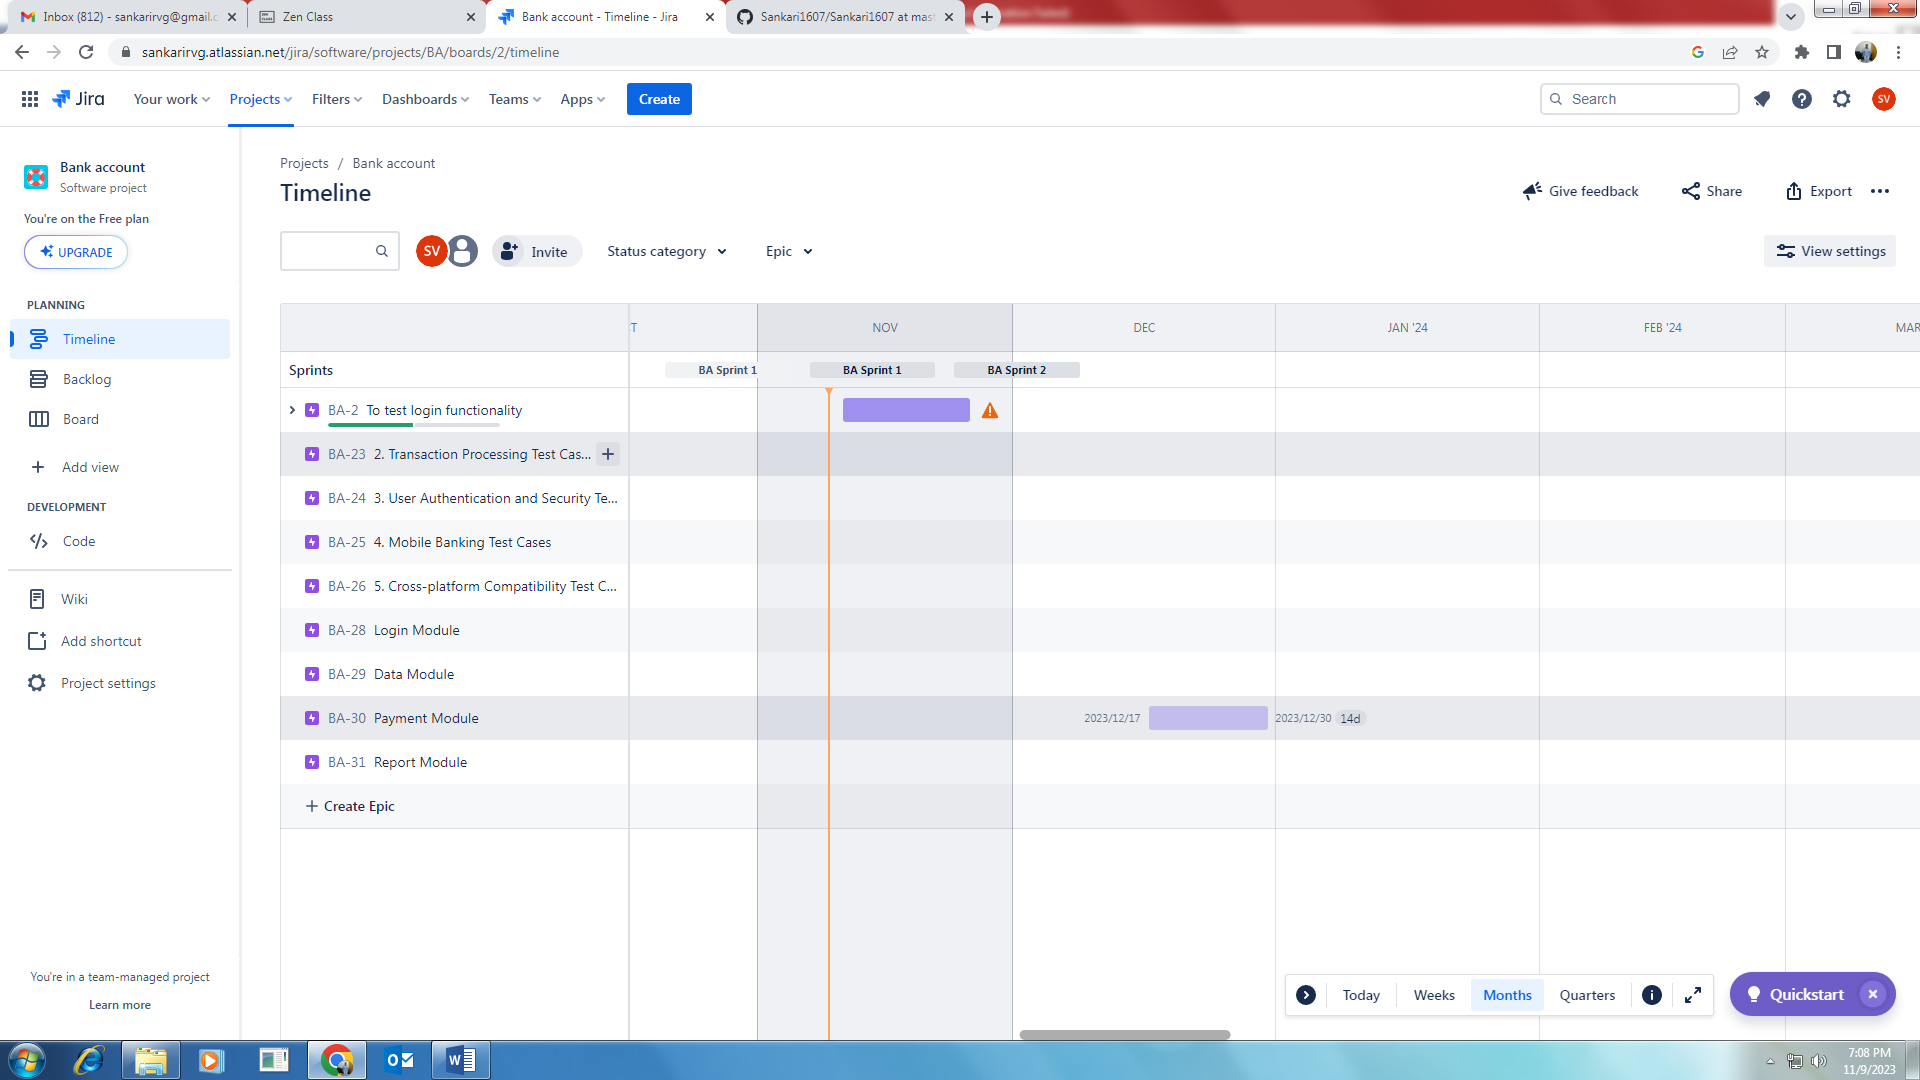 Inbox (812) - sankarirvg@gmail.c
Zen Class
Bank account - Timeline - Jira
Sankari1607/Sankari1607 at mas
sankarirvg.atlassian.net/jira/software/projects/BA/boards/2/timeline
Jira
Your work
Projects
Filters
Dashboards
Teams
Apps
Create
Search
SV
Bank account
Software project
You're on the Free plan
UPGRADE
PLANNING
Timeline
Backlog
Board
Add view
DEVELOPMENT
Code
Wiki
Add shortcut
Project settings
You're in a team-managed project
Learn more
Projects / Bank account
Timeline
Give feedback
Share
Export
SV
Invite
Status category
Epic
View settings
T
NOV
DEC
JAN '24
FEB '24
MAR
Sprints
BA Sprint 1
BA Sprint 1
BA Sprint 2
BA-2 To test login functionality
BA-23 2. Transaction Processing Test Cas...
BA-24 3. User Authentication and Security Te...
BA-25 4. Mobile Banking Test Cases
BA-26 5. Cross-platform Compatibility Test C...
BA-28 Login Module
BA-29 Data Module
BA-30 Payment Module
2023/12/17
2023/12/30 14d
BA-31 Report Module
+ Create Epic
Today
Weeks
Months
Quarters
Quickstart
7:08 PM
11/9/2023